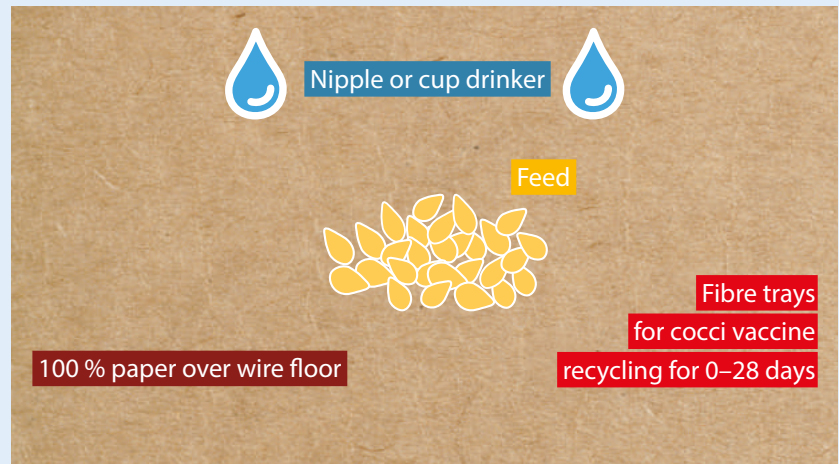 Nipple or cup drinker
Feed
Fibre trays
for cocci vaccine
recycling for 0–28 days
100 % paper over wire floor